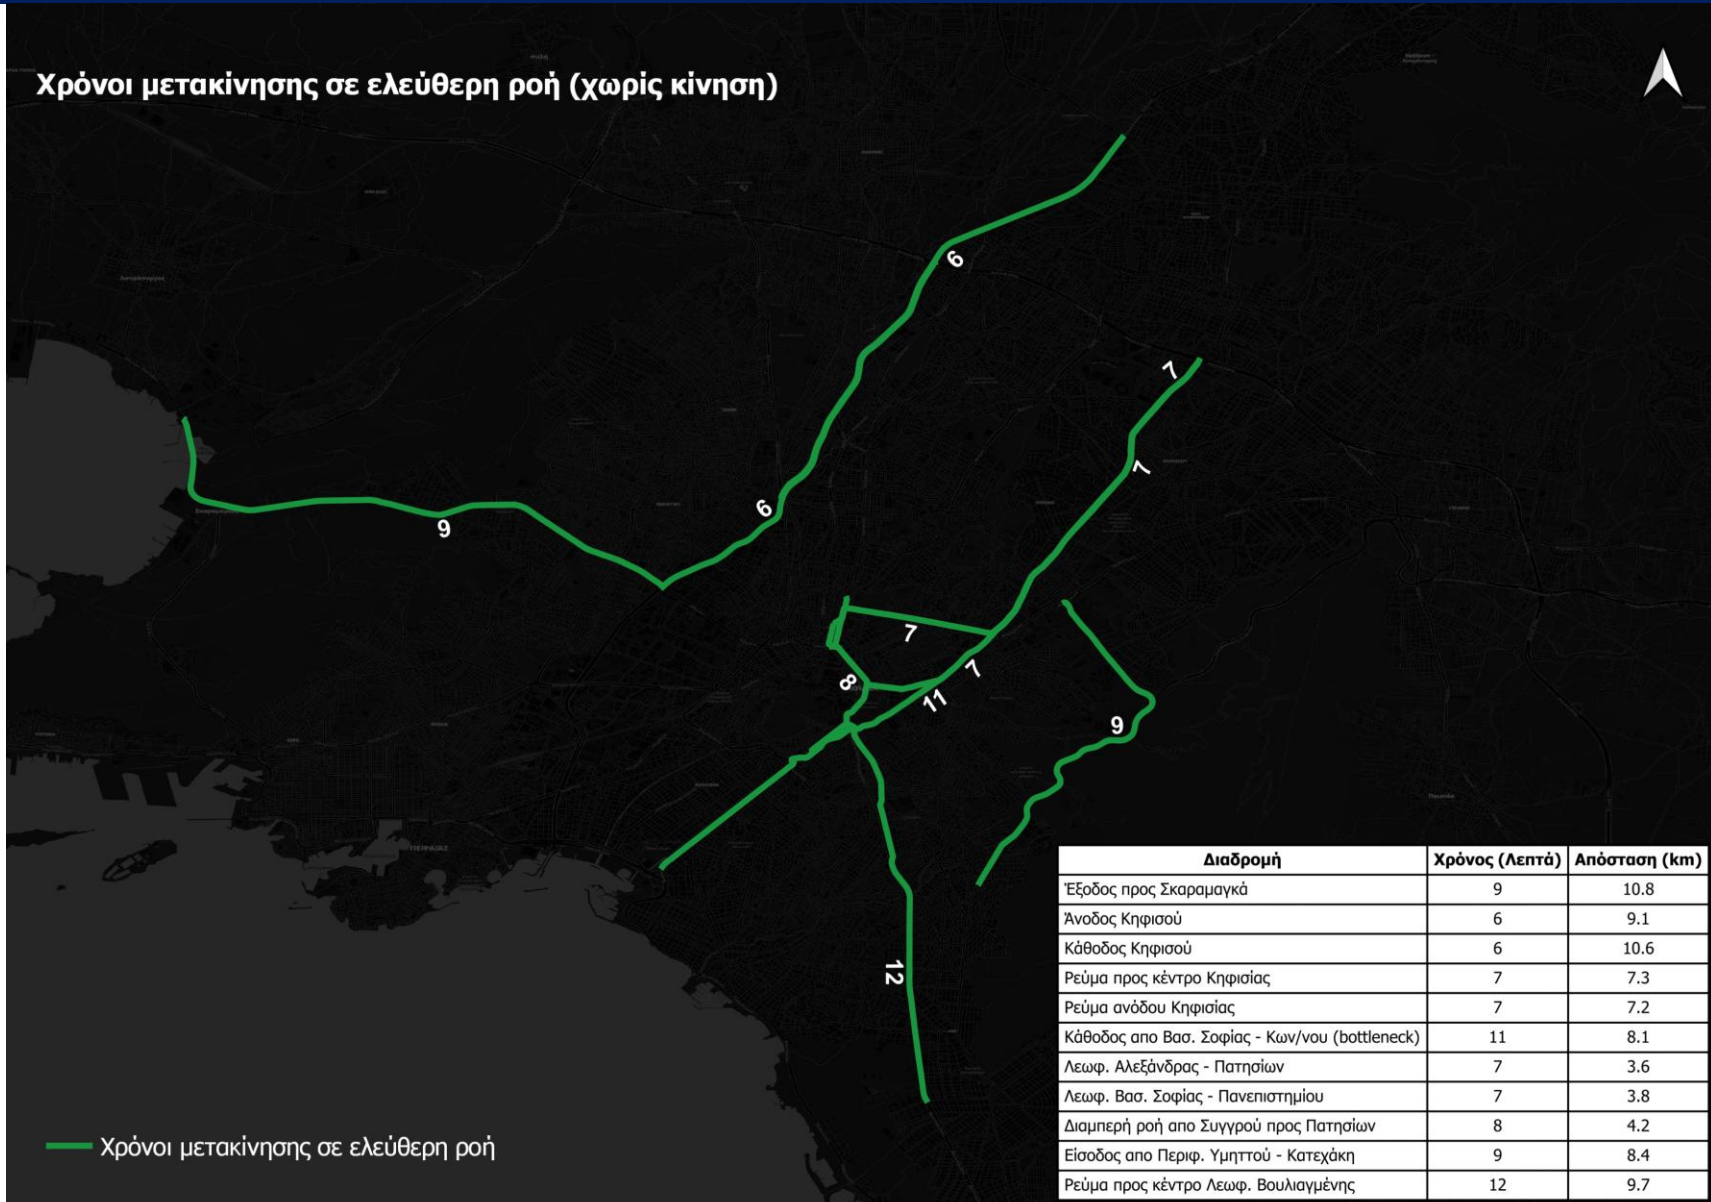 Χρόνοι μετακίνησης σε ελεύθερη ροή (χωρίς κίνηση)
6
7
7
6
9
7
7
8
11
9
12
Διαδρομή Χρόνος (Λεπτά) Απόσταση (km)
Έξοδος προς Σκαραμαγκά 9 10.8
Άνοδος Κηφισού 6 9.1
Κάθοδος Κηφισού 6 10.6
Ρεύμα προς κέντρο Κηφισίας 7 7.3
Ρεύμα ανόδου Κηφισίας 7 7.2
Κάθοδος απο Βασ. Σοφίας - Κων/νου (bottleneck) 11 8.1
Λεωφ. Αλεξάνδρας - Πατησίων 7 3.6
Λεωφ. Βασ. Σοφίας - Πανεπιστημίου 7 3.8
Διαμπερή ροή απο Συγγρού προς Πατησίων 8 4.2
Είσοδος απο Περιφ. Υμηττού - Κατεχάκη 9 8.4
Ρεύμα προς κέντρο Λεωφ. Βουλιαγμένης 12 9.7
Χρόνοι μετακίνησης σε ελεύθερη ροή